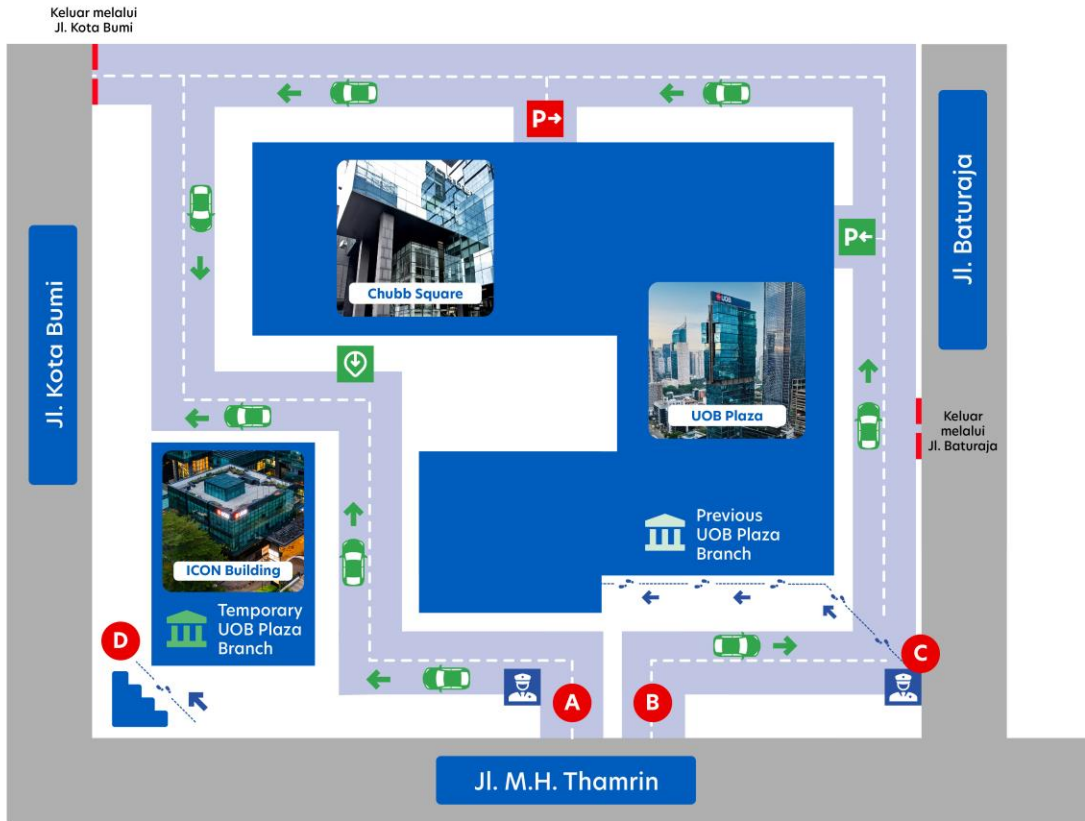 Keluar melalui
Jl. Kota Bumi
P→
P←
Jl. Baturaja
Jl. Kota Bumi
Chubb Square
UOB
UOB Plaza
Keluar
melalui
Jl. Baturaja
Previous
UOB Plaza
Branch
ICON Building
Temporary
UOB Plaza
Branch
D
C
A
B
Jl. M.H. Thamrin